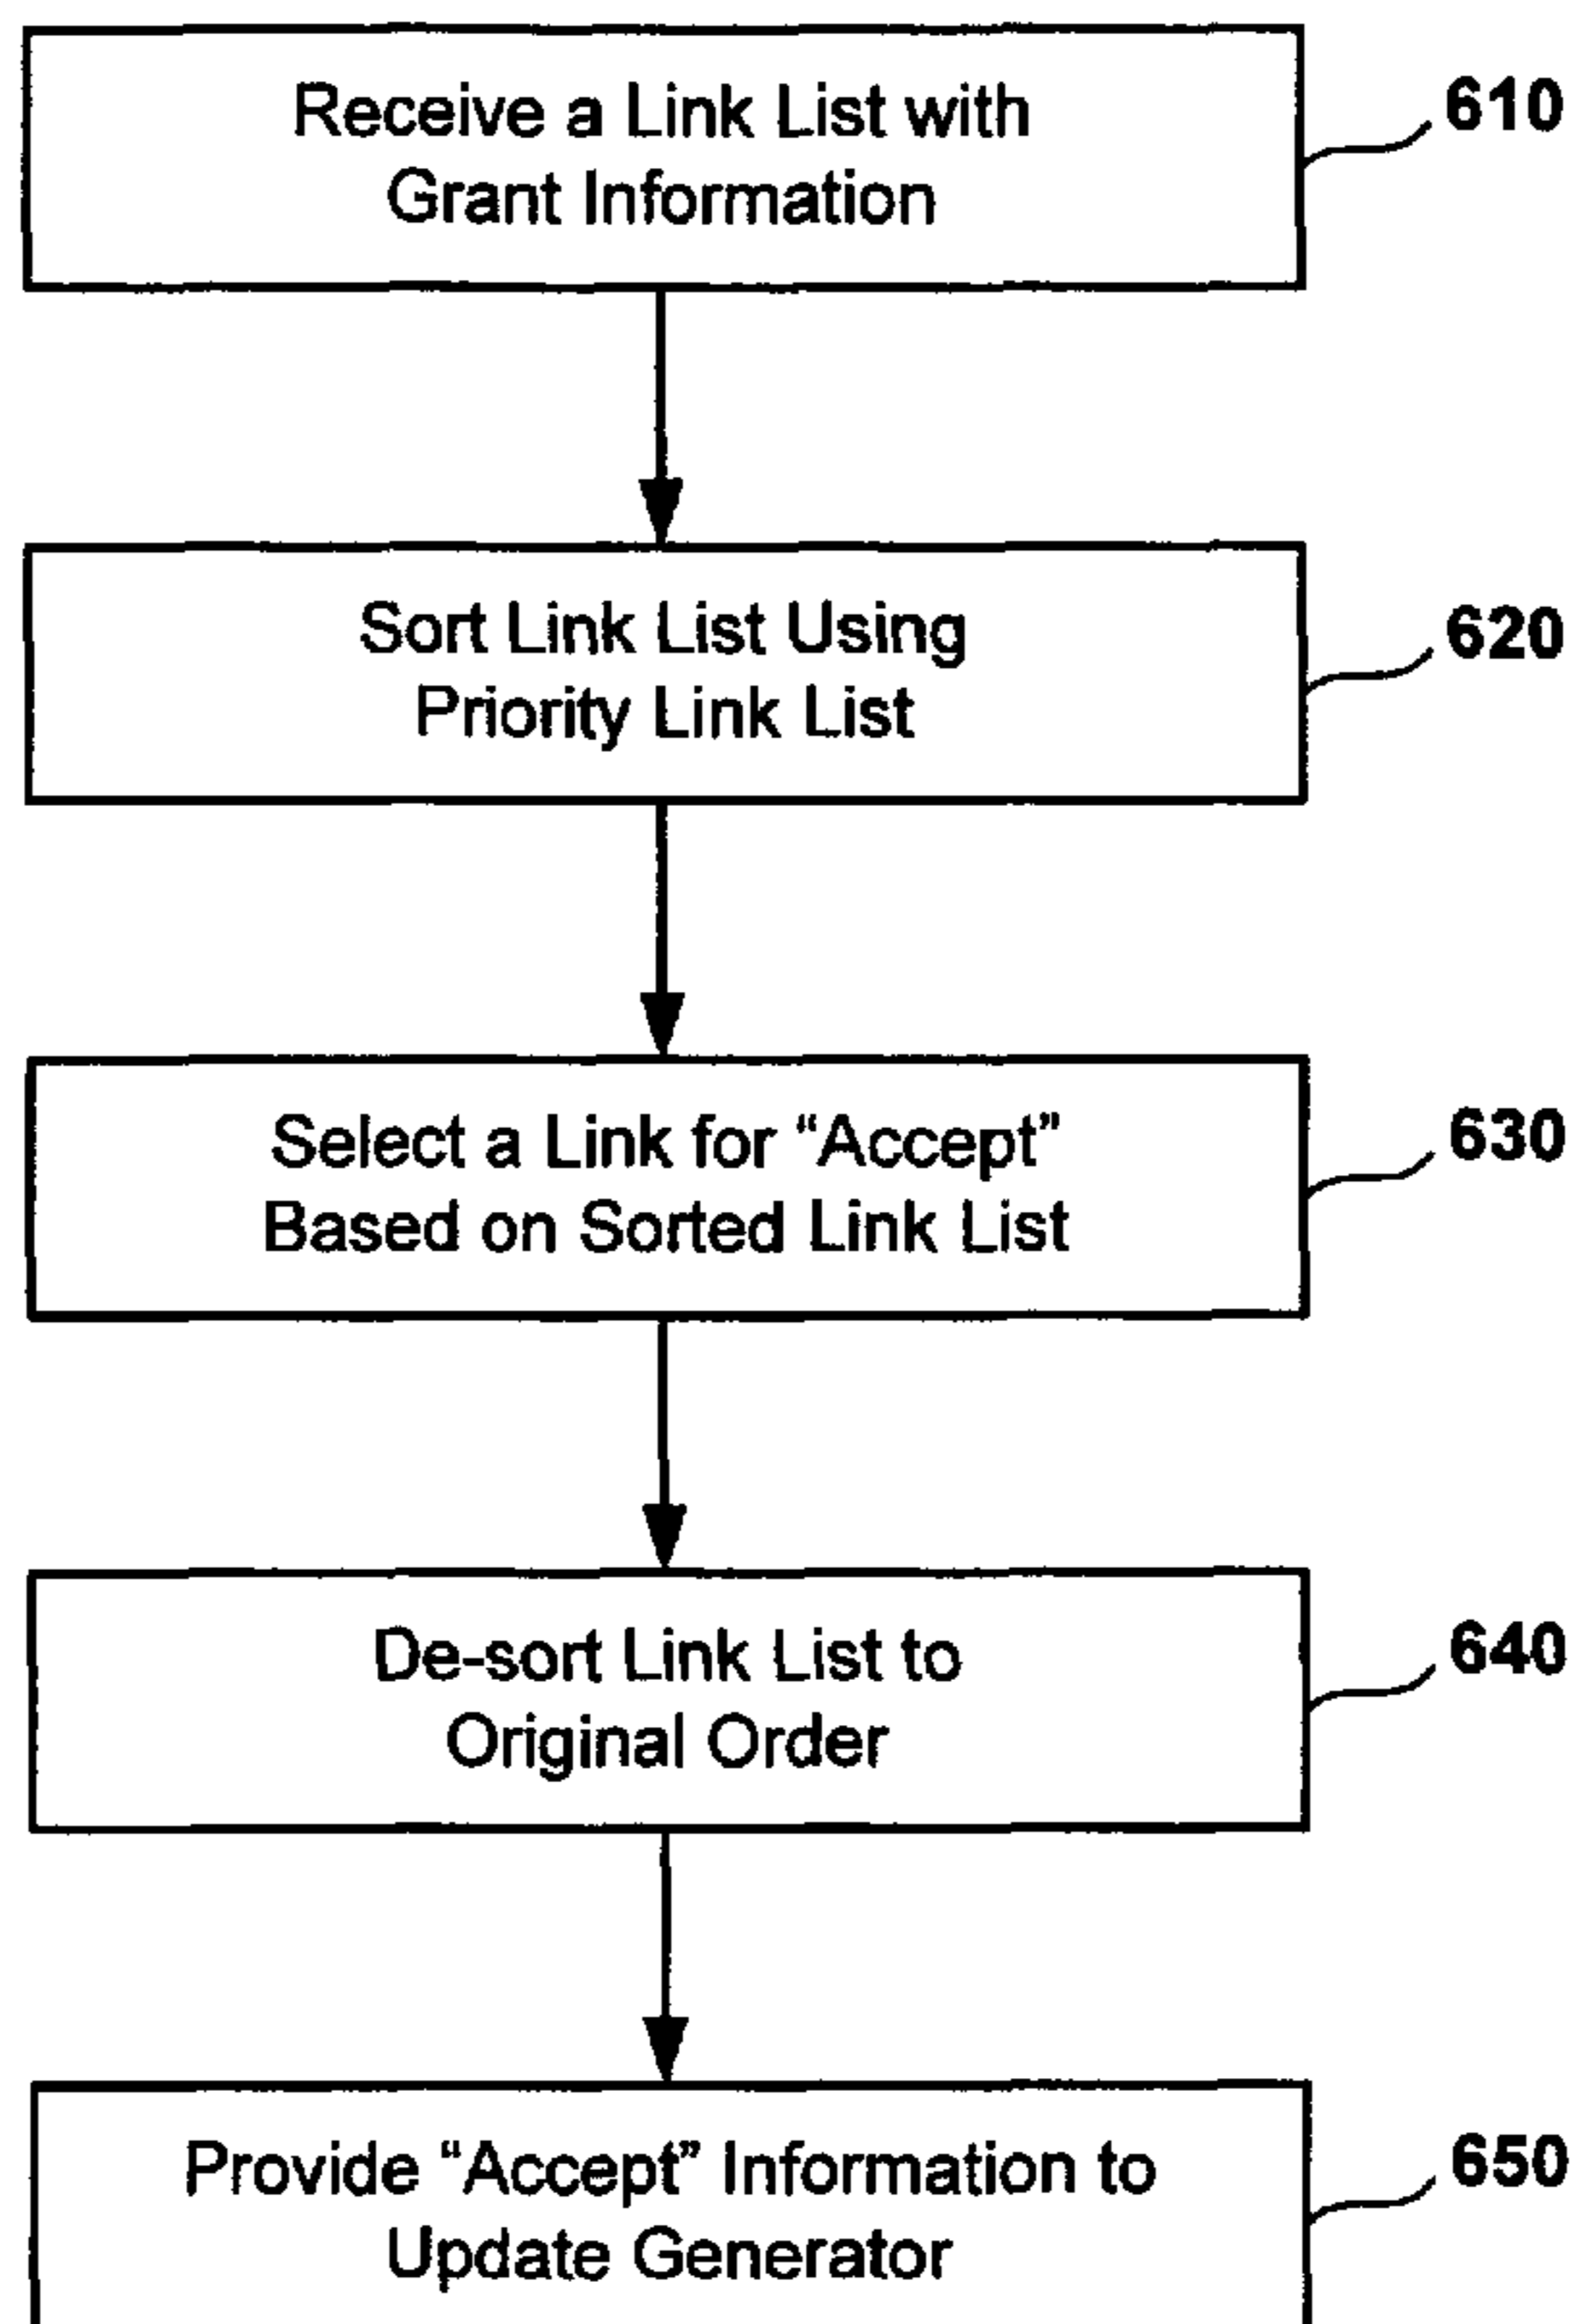 Receive a Link List with
Grant Information
610
Sort Link List Using
Priority Link List
620
Select a Link for “Accept”
Based on Sorted Link List
630
De-sort Link List to
Original Order
640
Provide “Accept” Information to
Update Generator
650